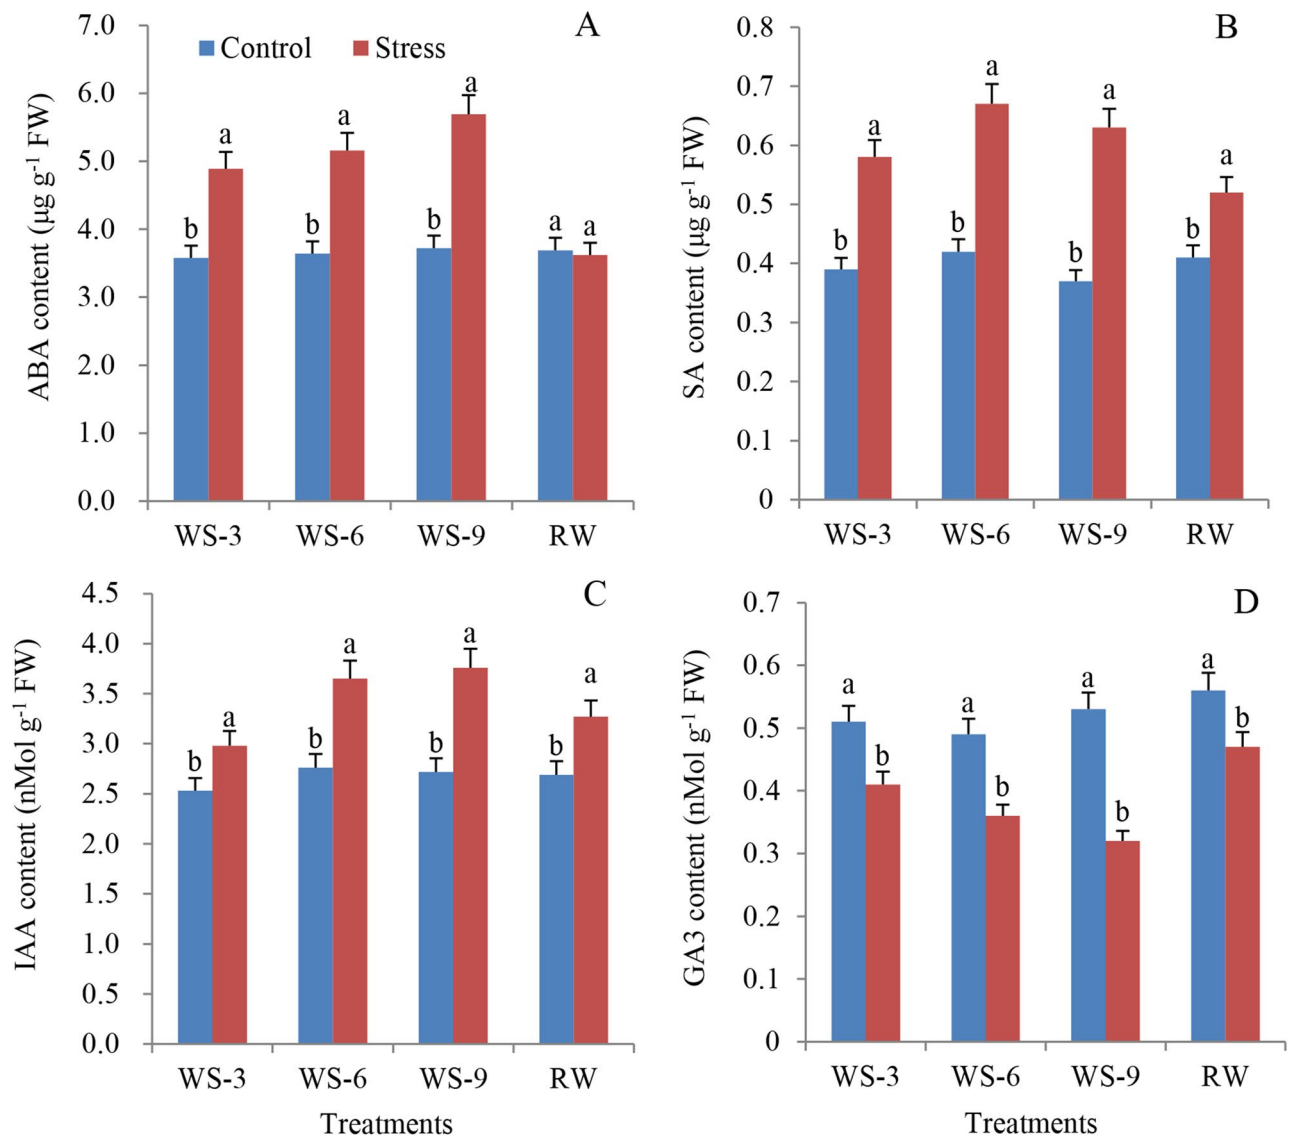 A
Control Stress
ABA content (µg g-1 FW)
7.0
6.0
5.0
4.0
3.0
2.0
1.0
0.0
b a b a b a a a
WS-3 WS-6 WS-9 RW
B
SA content (µg g-1 FW)
0.8
0.7
0.6
0.5
0.4
0.3
0.2
0.1
0
b a b a b a b a
WS-3 WS-6 WS-9 RW
C
IAA content (nMol g-1 FW)
4.5
4.0
3.5
3.0
2.5
2.0
1.5
1.0
0.5
0.0
b a b a b a b a
WS-3 WS-6 WS-9 RW
Treatments
D
GA3 content (nMol g-1 FW)
0.7
0.6
0.5
0.4
0.3
0.2
0.1
0
a b a b a b a b
WS-3 WS-6 WS-9 RW
Treatments